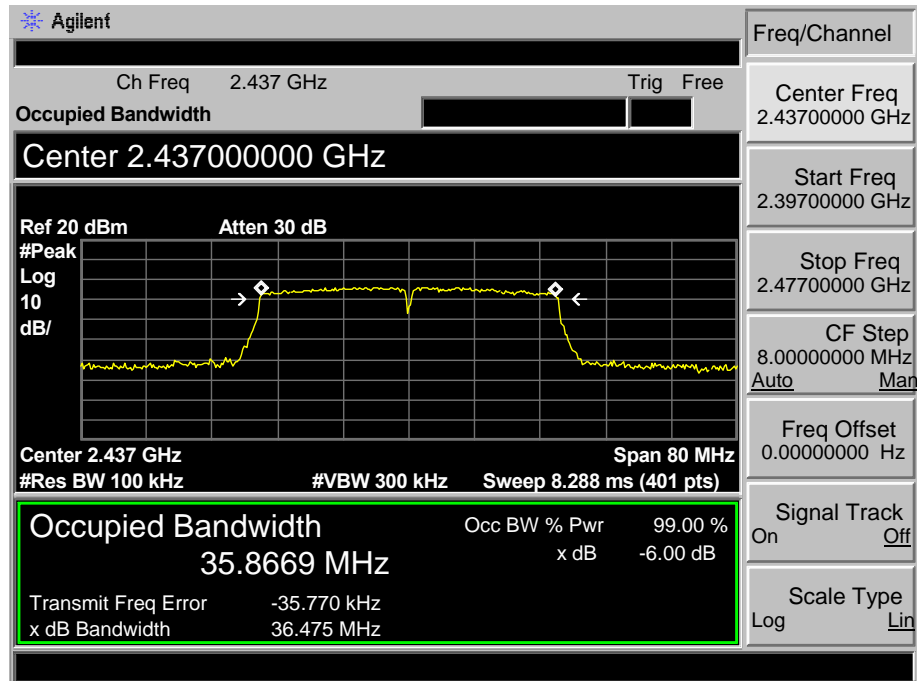 Agilent
Freq/Channel
Ch Freq 2.437 GHz Trig Free
Occupied Bandwidth
Center 2.437000000 GHz
Ref 20 dBm Atten 30 dB
#Peak
Log
10
dB/
Center 2.437 GHz Span 80 MHz
#Res BW 100 kHz #VBW 300 kHz Sweep 8.288 ms (401 pts)
Occupied Bandwidth Occ BW % Pwr 99.00 %
35.8669 MHz x dB -6.00 dB
Transmit Freq Error -35.770 kHz
x dB Bandwidth 36.475 MHz
Center Freq
2.43700000 GHz
Start Freq
2.39700000 GHz
Stop Freq
2.47700000 GHz
CF Step
8.00000000 MHz
Auto Man
Freq Offset
0.00000000 Hz
Signal Track
On Off
Scale Type
Log Lin